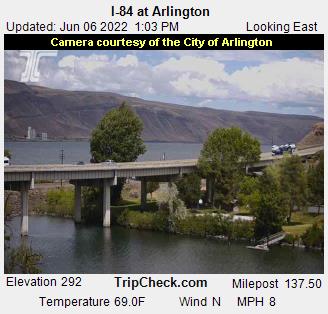 I-84 at Arlington
Updated: Jun 06 2022 1:03 PM Looking East
Camera courtesy of the City of Arlington
Elevation 292 TripCheck.com Milepost 137.50
Temperature 69.0F Wind N MPH 8